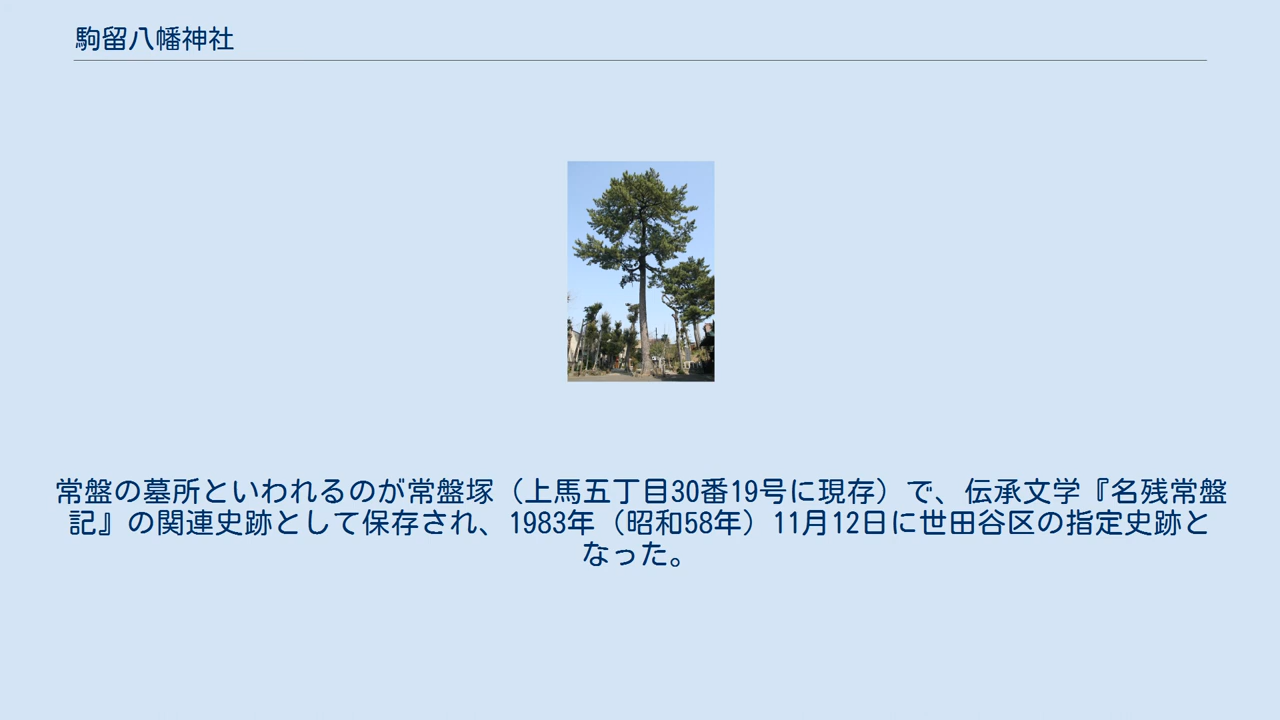 駒留八幡神社
常盤の墓所といわれるのが常盤塚（上馬五丁目30番19号に現存）で、伝承文学『名残常盤
記』の関連史跡として保存され、1983年（昭和58年）11月12日に世田谷区の指定史跡と
なった。